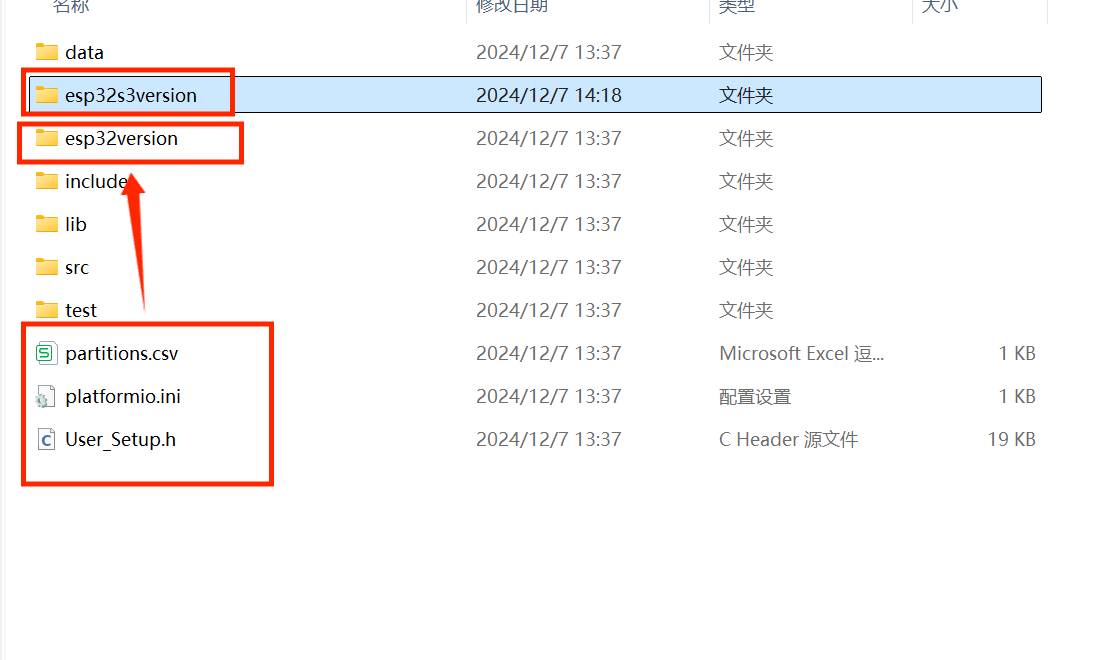 名称 修改日期 类型 大小
data 2024/12/7 13:37 文件夹
esp32s3version 2024/12/7 14:18 文件夹
esp32version 2024/12/7 13:37 文件夹
include 2024/12/7 13:37 文件夹
lib 2024/12/7 13:37 文件夹
src 2024/12/7 13:37 文件夹
test 2024/12/7 13:37 文件夹
partitions.csv 2024/12/7 13:37 Microsoft Excel 逗... 1 KB
platformio.ini 2024/12/7 13:37 配置设置 1 KB
User_Setup.h 2024/12/7 13:37 C Header 源文件 19 KB